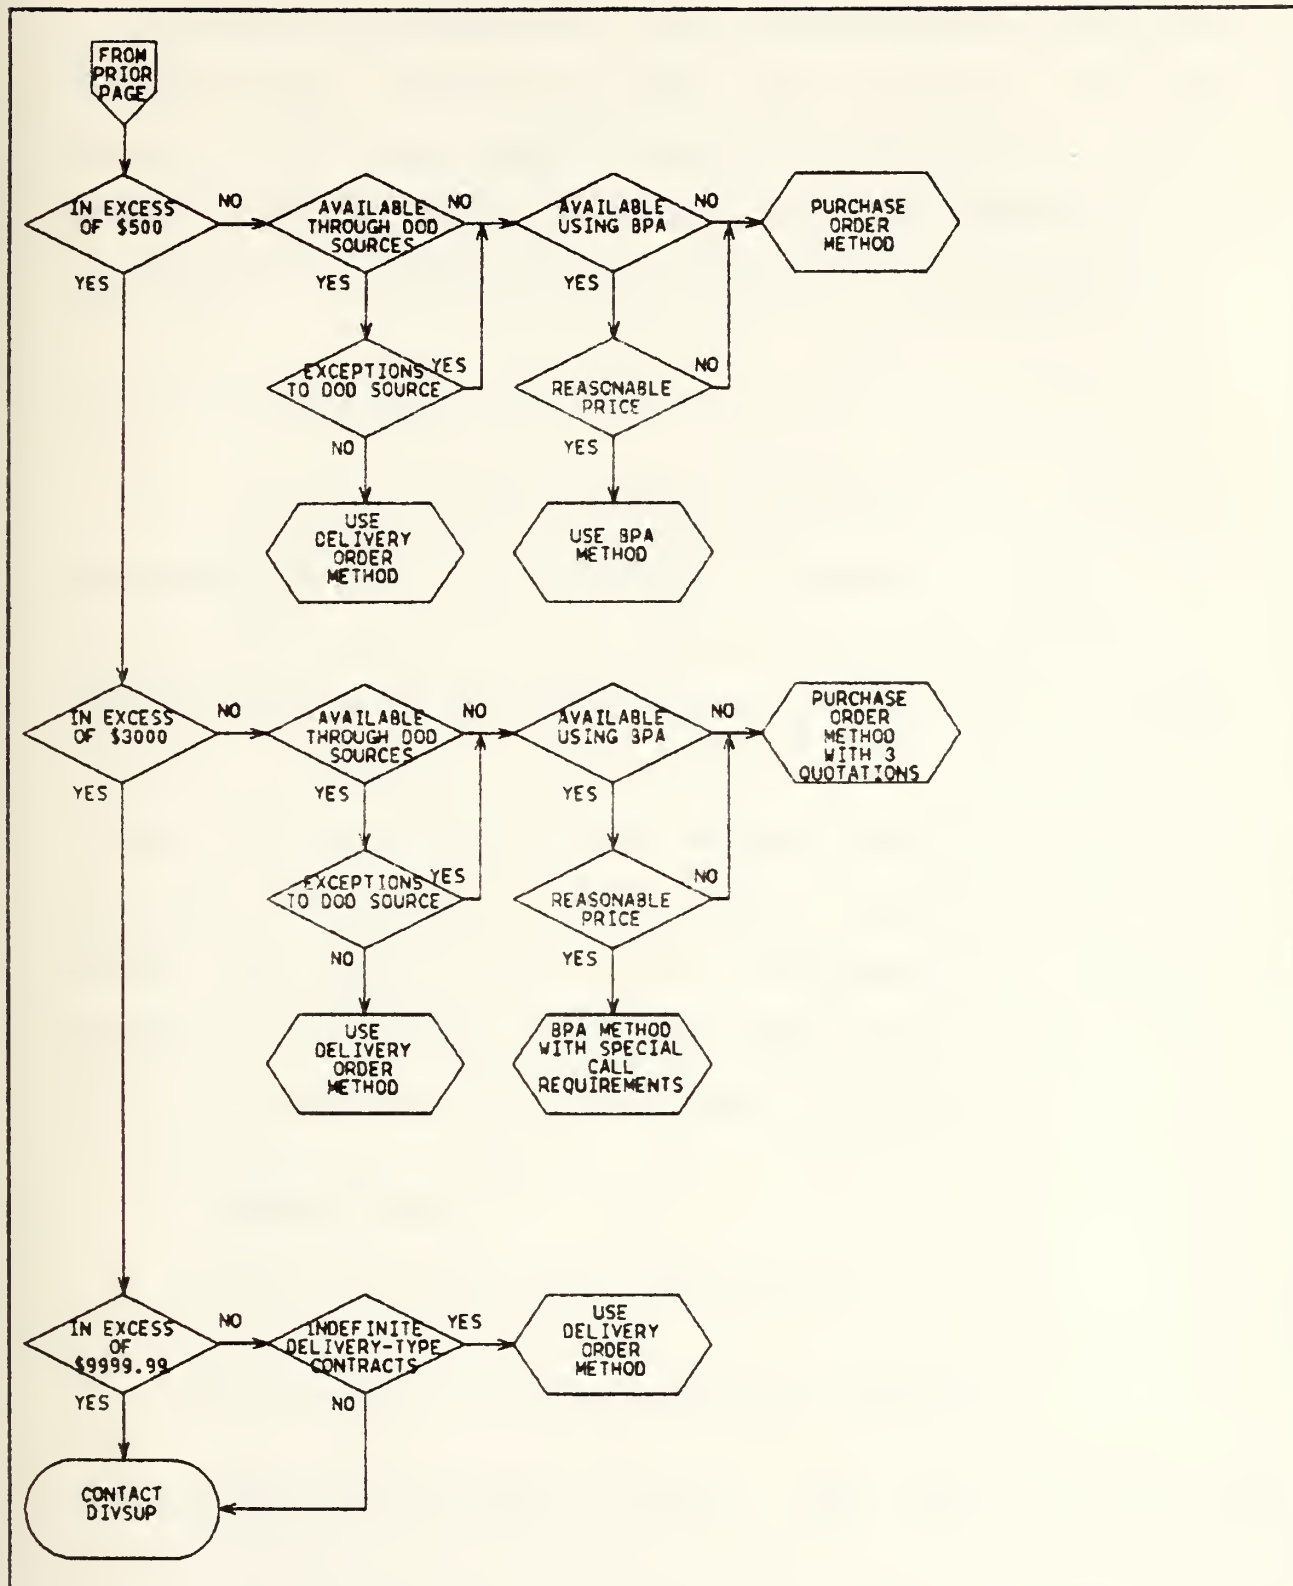 FROM
PRIOR
PAGE
IN EXCESS
OF $500
NO
YES
AVAILABLE
THROUGH DOD
SOURCES
NO
YES
AVAILABLE
USING BPA
NO
YES
PURCHASE
ORDER
METHOD
EXCEPTIONS
TO DOD SOURCE
YES
NO
REASONABLE
PRICE
NO
YES
USE
DELIVERY
ORDER
METHOD
USE BPA
METHOD
IN EXCESS
OF $3000
NO
YES
AVAILABLE
THROUGH DOD
SOURCES
NO
YES
AVAILABLE
USING BPA
NO
YES
PURCHASE
ORDER
METHOD
WITH 3
QUOTATIONS
EXCEPTIONS
TO DOD SOURCE
YES
NO
REASONABLE
PRICE
NO
YES
USE
DELIVERY
ORDER
METHOD
BPA METHOD
WITH SPECIAL
CALL
REQUIREMENTS
IN EXCESS
OF
$9999.99
NO
YES
INDEFINITE
DELIVERY-TYPE
CONTRACTS
YES
NO
USE
DELIVERY
ORDER
METHOD
CONTACT
DIVSUP